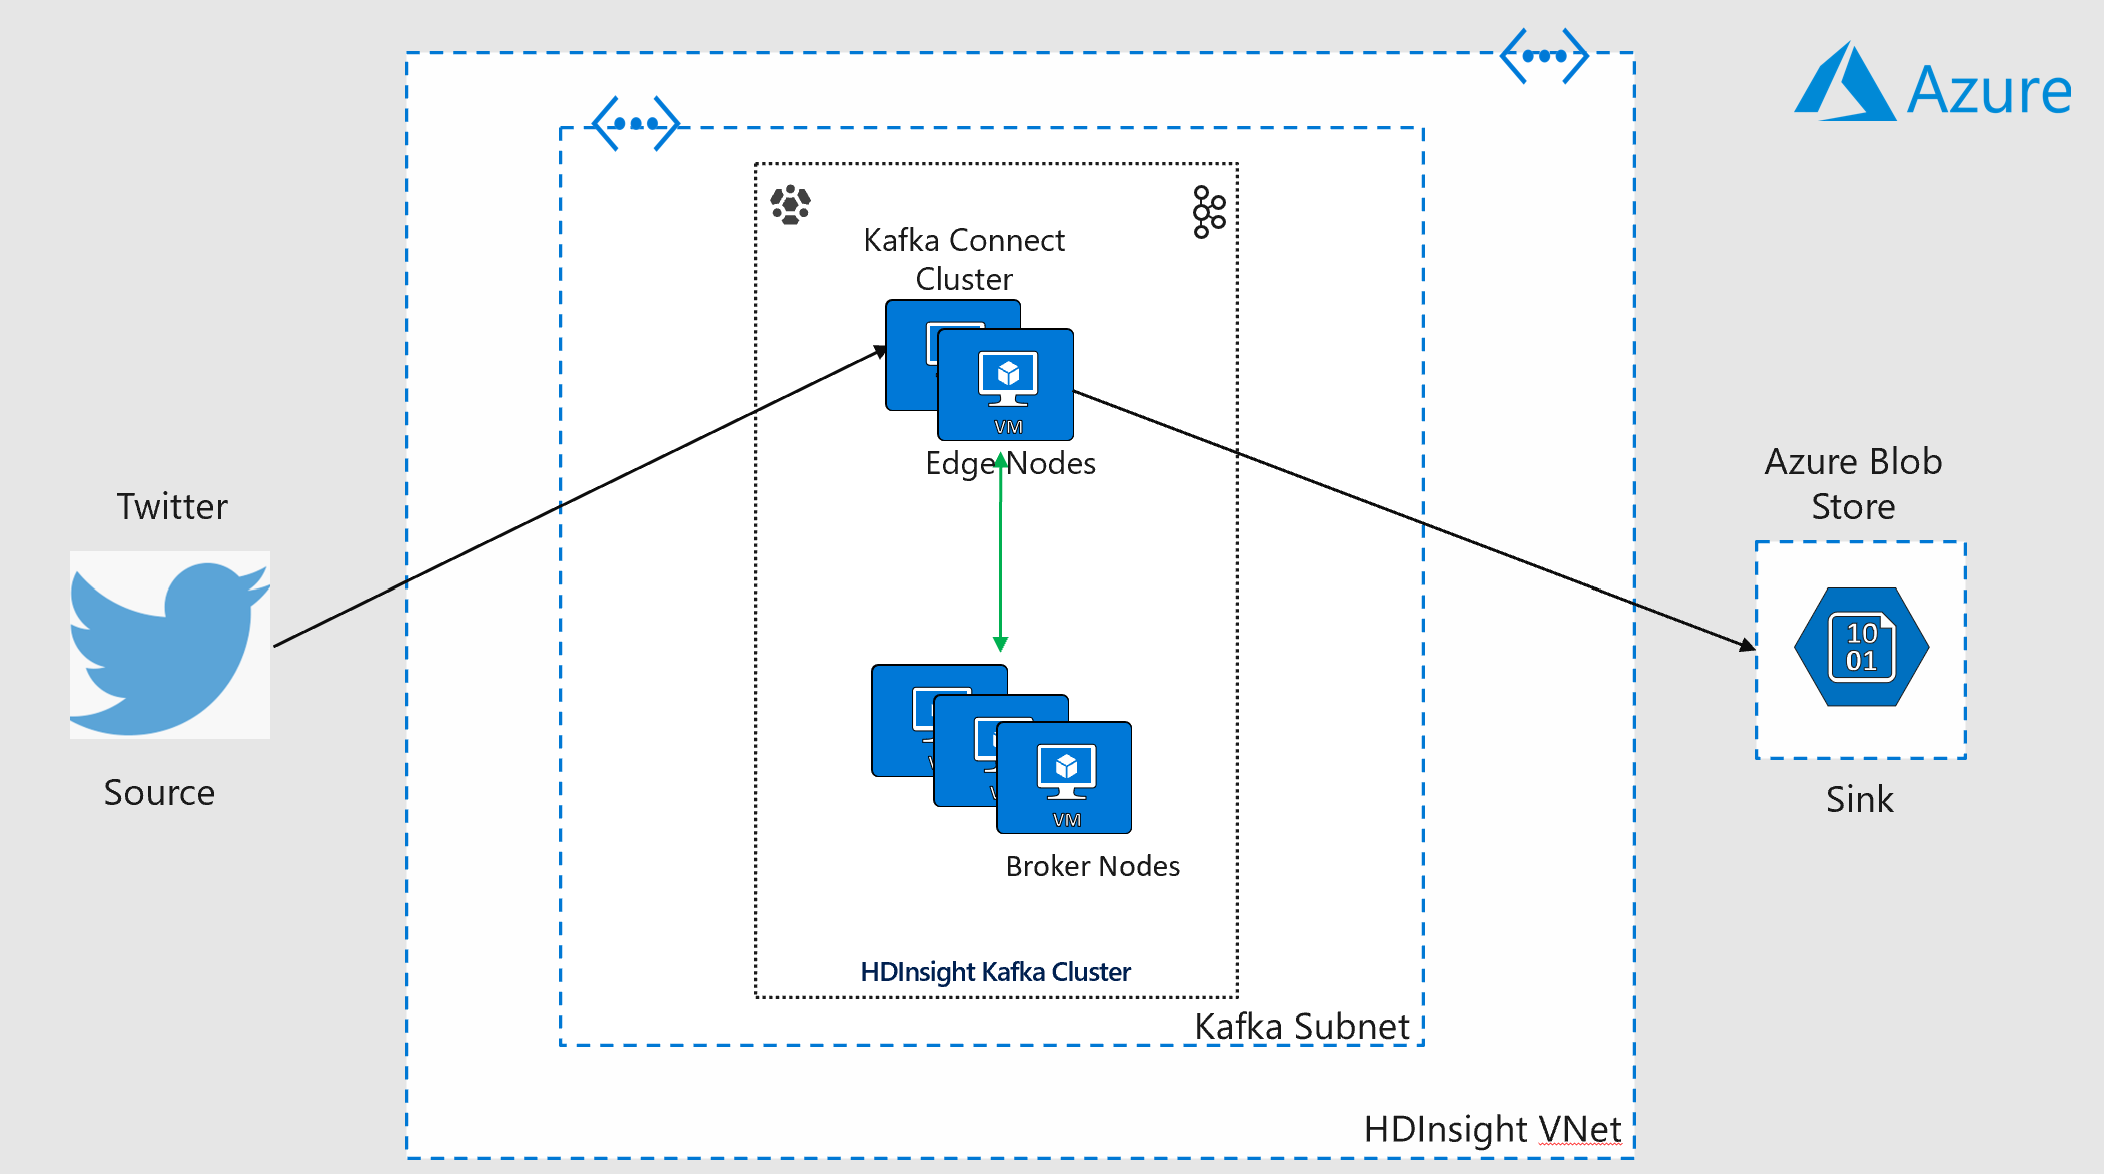 Azure
Kafka Connect
Cluster
VM
Edge Nodes
Twitter
Source
Azure Blob
Store
10
01
Sink
V
V
VM
Broker Nodes
HDInsight Kafka Cluster
Kafka Subnet
HDInsight VNet